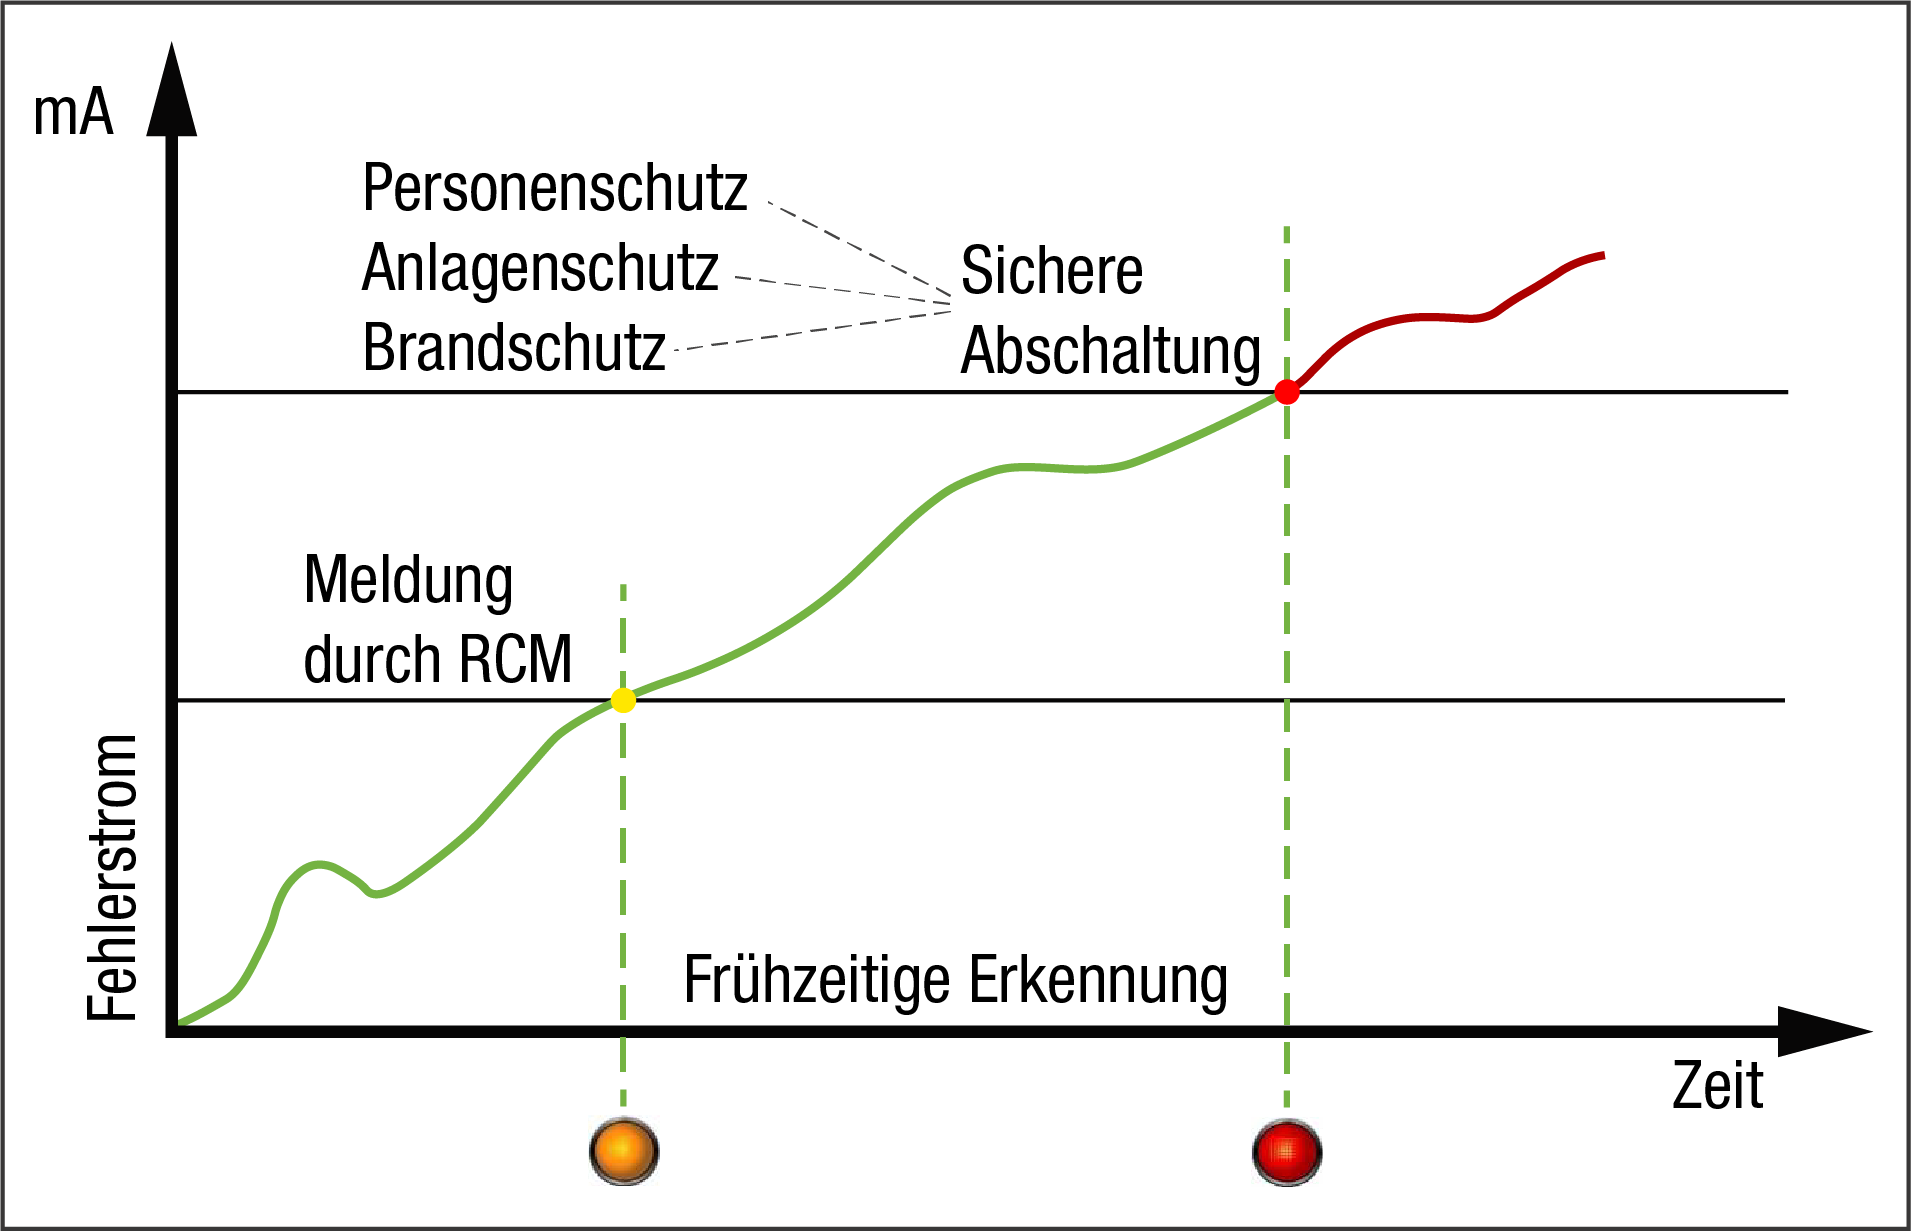 mA
Personenschutz
Anlagenschutz
Brandschutz
Sichere
Abschaltung
Meldung
durch RCM
Fehlerstrom
Frühzeitige Erkennung
Zeit